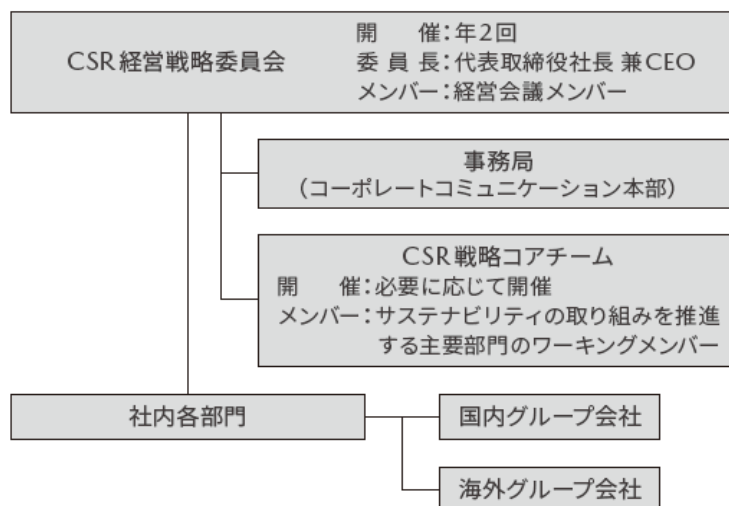 CSR経営戦略委員会
開　催：年2回
委員長：代表取締役社長 兼CEO
メンバー：経営会議メンバー
事務局
（コーポレートコミュニケーション本部）
CSR戦略コアチーム
開　催：必要に応じて開催
メンバー：サステナビリティの取り組みを推進
する主要部門のワーキングメンバー
社内各部門
国内グループ会社
海外グループ会社